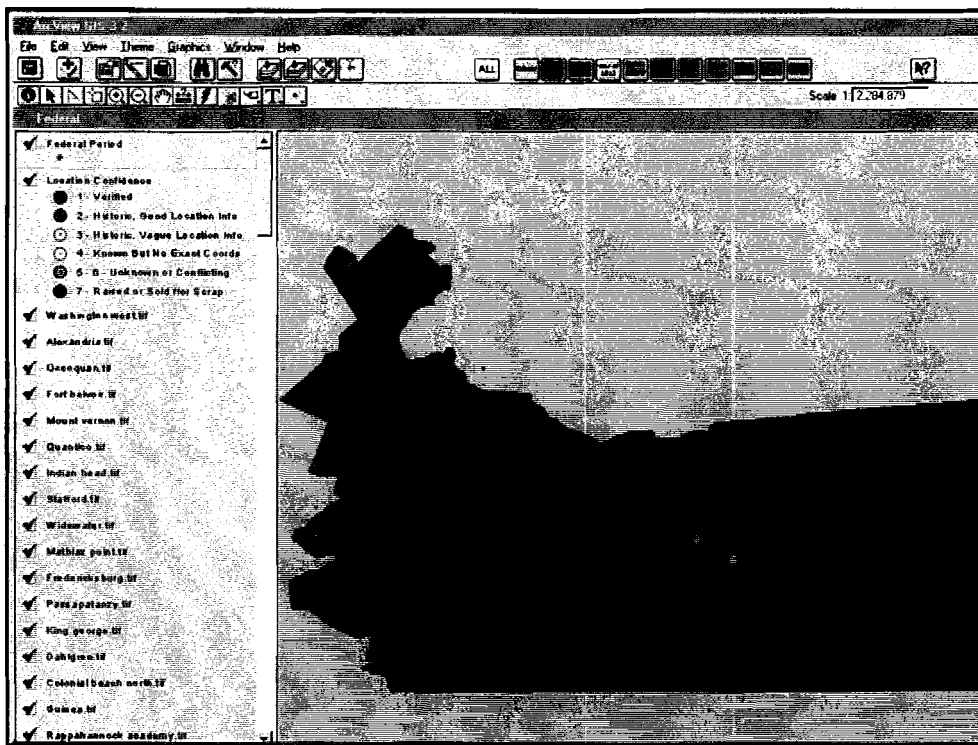 File Edit View Theme Graphics Window Help
ALL
Scale 1: 2,284,879
Federal
Federal Period
Location Confidence
1 - Verified
2 - Historic, Good Location Info
3 - Historic, Vague Location Info
4 - Known But No Exact Coords
5, 6 - Unknown or Conflicting
7 - Raised or Sold for Scrap
Washington west.tif
Alexandria.tif
Occoquan.tif
Fort belvoir.tif
Mount vernon.tif
Quantico.tif
Indian head.tif
Stafford.tif
Widewater.tif
Mathias point.tif
Fredericksburg.tif
Passapatanzy.tif
King george.tif
Dahlgren.tif
Colonial beach north.tif
Guinea.tif
Rappahannock academy.tif